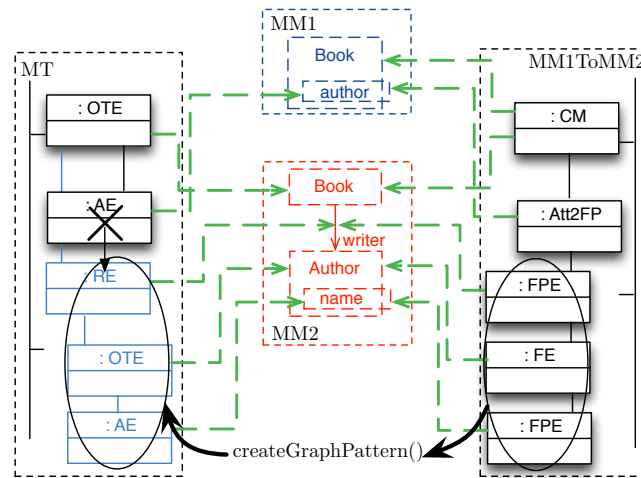 MT
: OTE
: AE
: RE
: OTE
: AE
MM1
Book
author
Book
writer
Author
name
MM2
createGraphPattern()
MM1ToMM2
: CM
: Att2FP
: FPE
: FE
: FPE